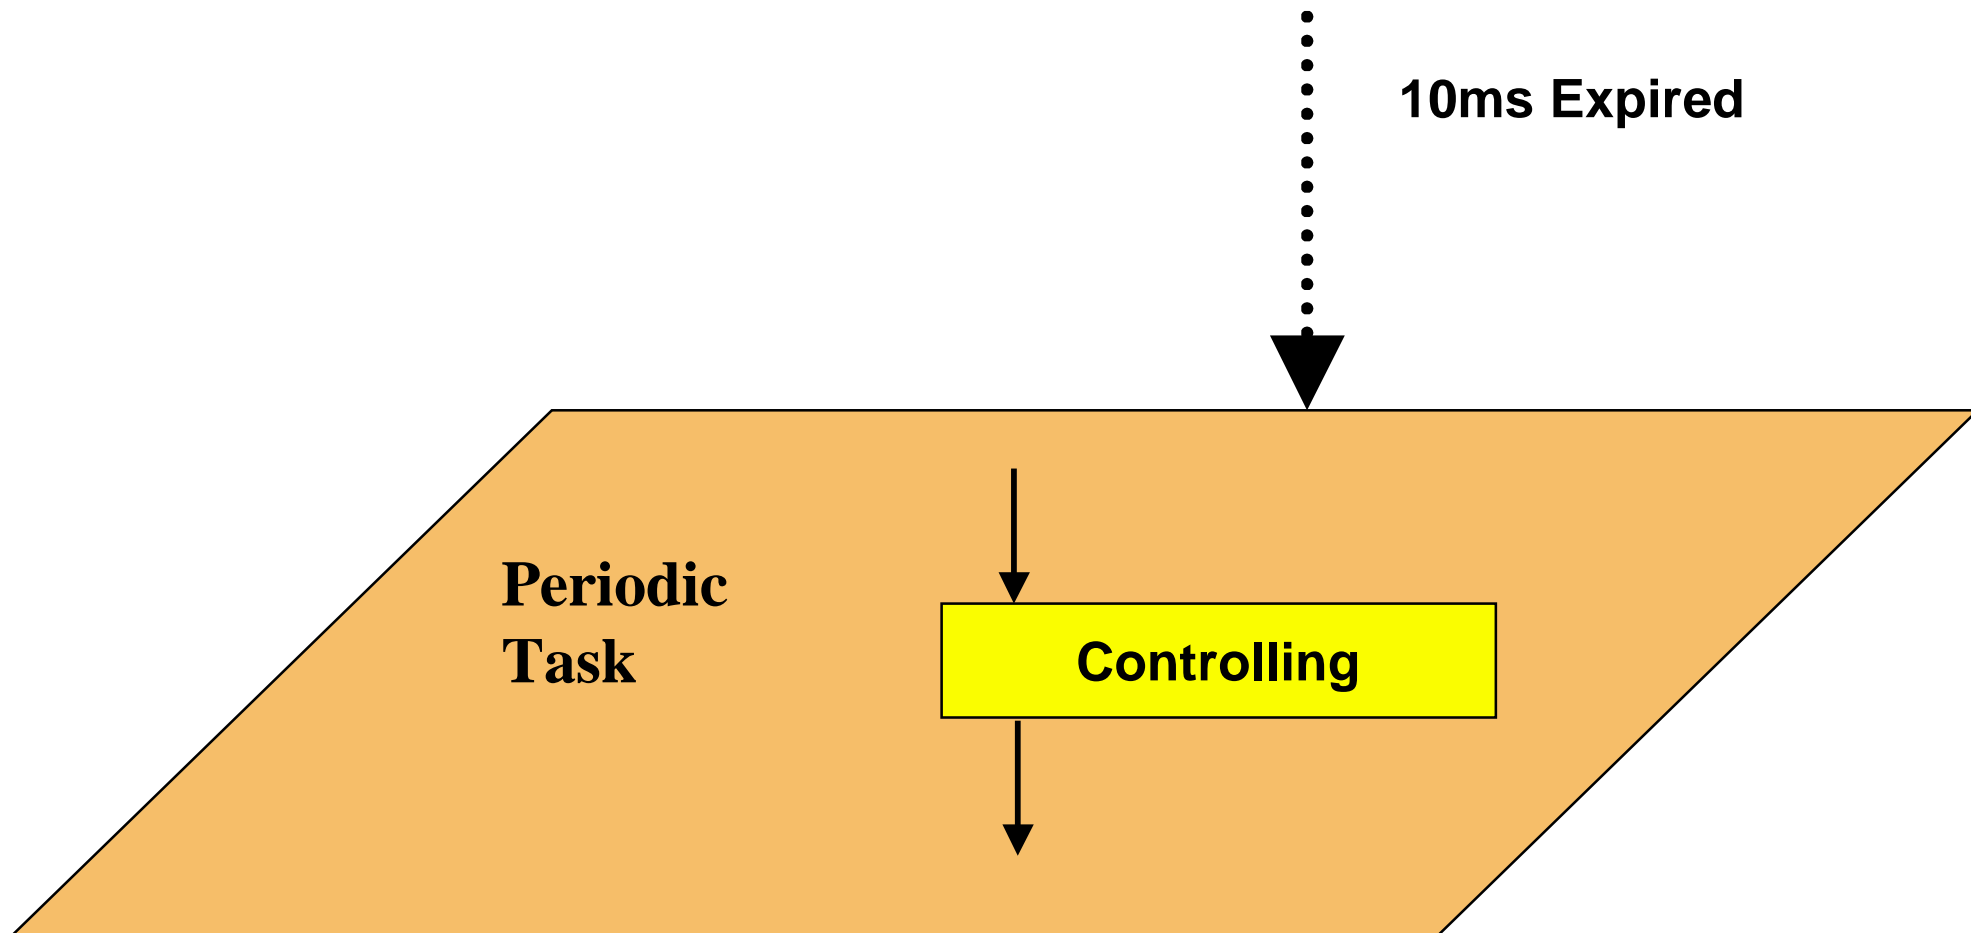 10ms Expired
Periodic
Task
Controlling